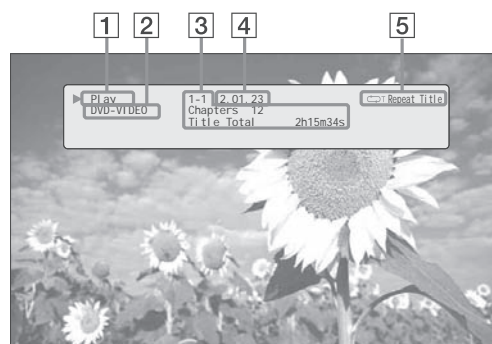 1 2 3 4 5
Play 1-1 2.01.23 T Repeat Title
DVD-VIDEO Chapters 12
Title Total 2h15m34s